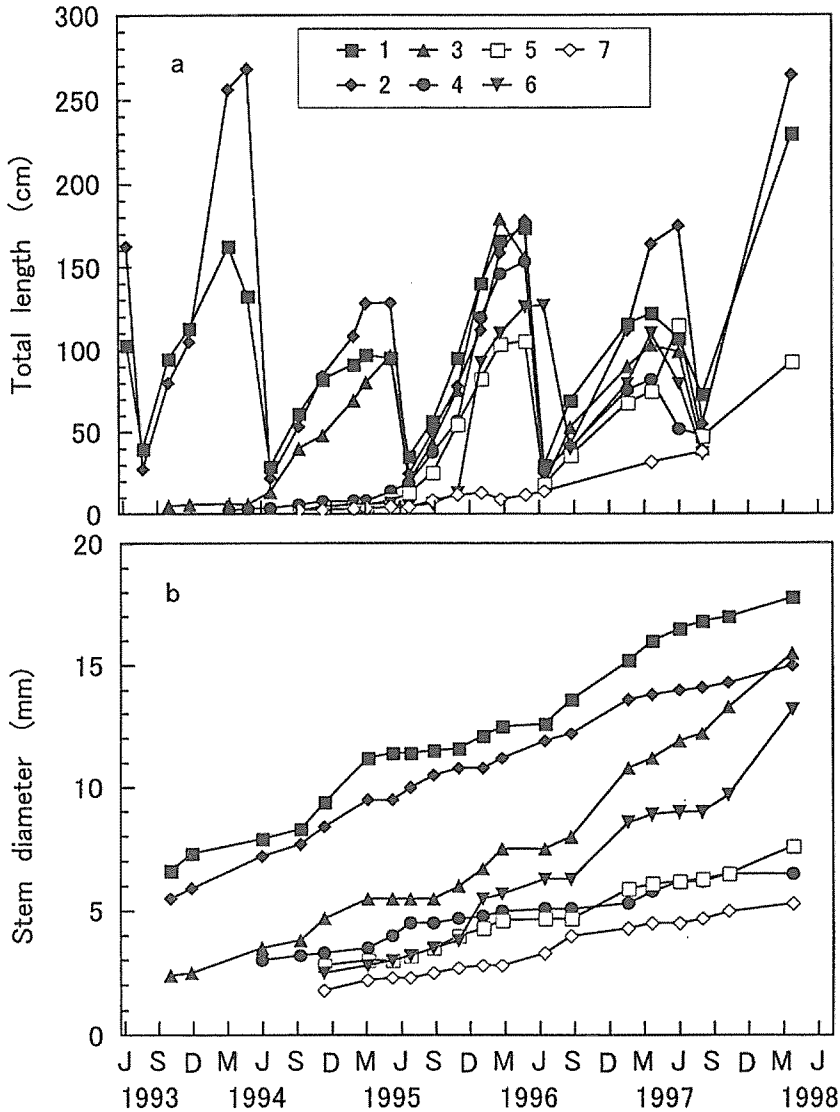 300
250
200
150
100
50
0
Total length (cm)
a
1 3 5 7
2 4 6
20
15
10
5
0
Stem diameter (mm)
b
J S D M J S D M J S D M J S D M J S D M J
1993 1994 1995 1996 1997 1998